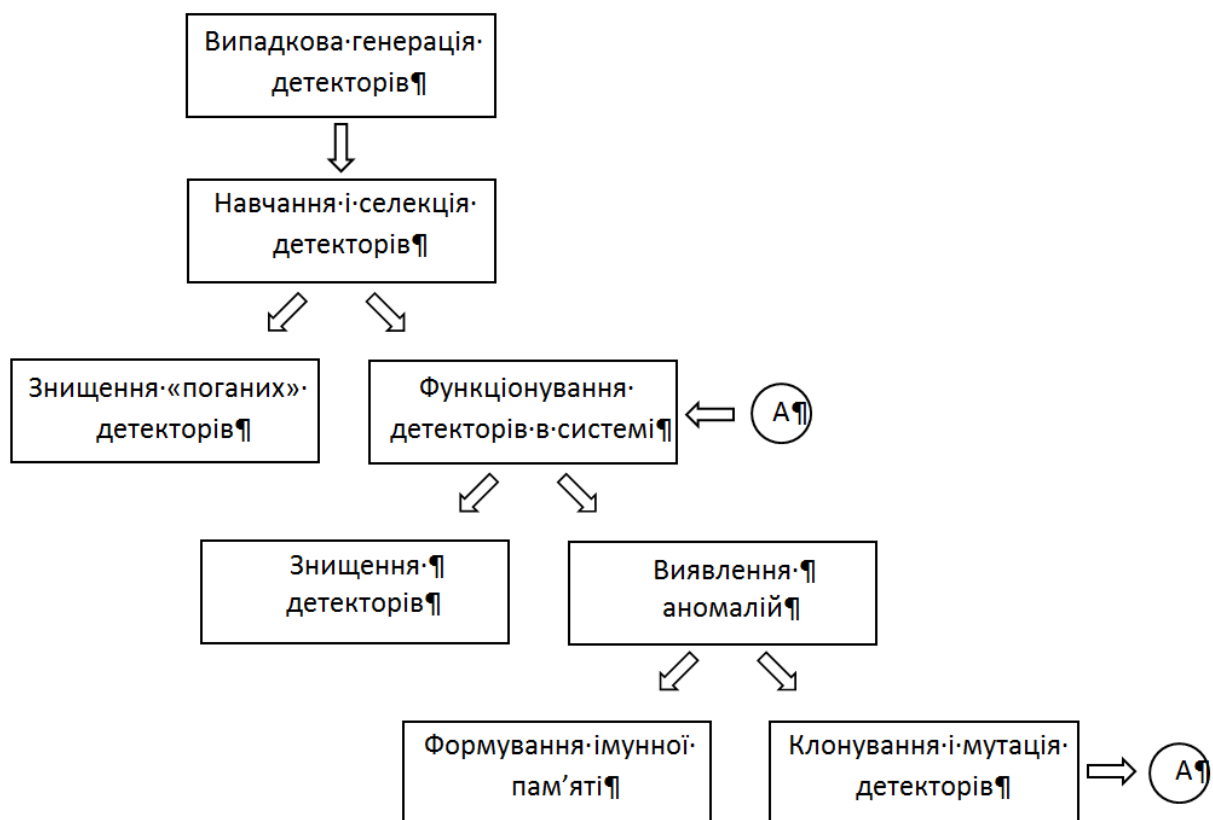 Випадкова·генерація·
детекторів¶
Навчання·і·селекція·
детекторів¶
Знищення·«поганих»·
детекторів¶
Функціонування·
детекторів·в·системі¶
А¶
Знищення·¶
детекторів¶
Виявлення·¶
аномалій¶
Формування·імунної·
пам’яті¶
Клонування·і·мутація·
детекторів¶
А¶